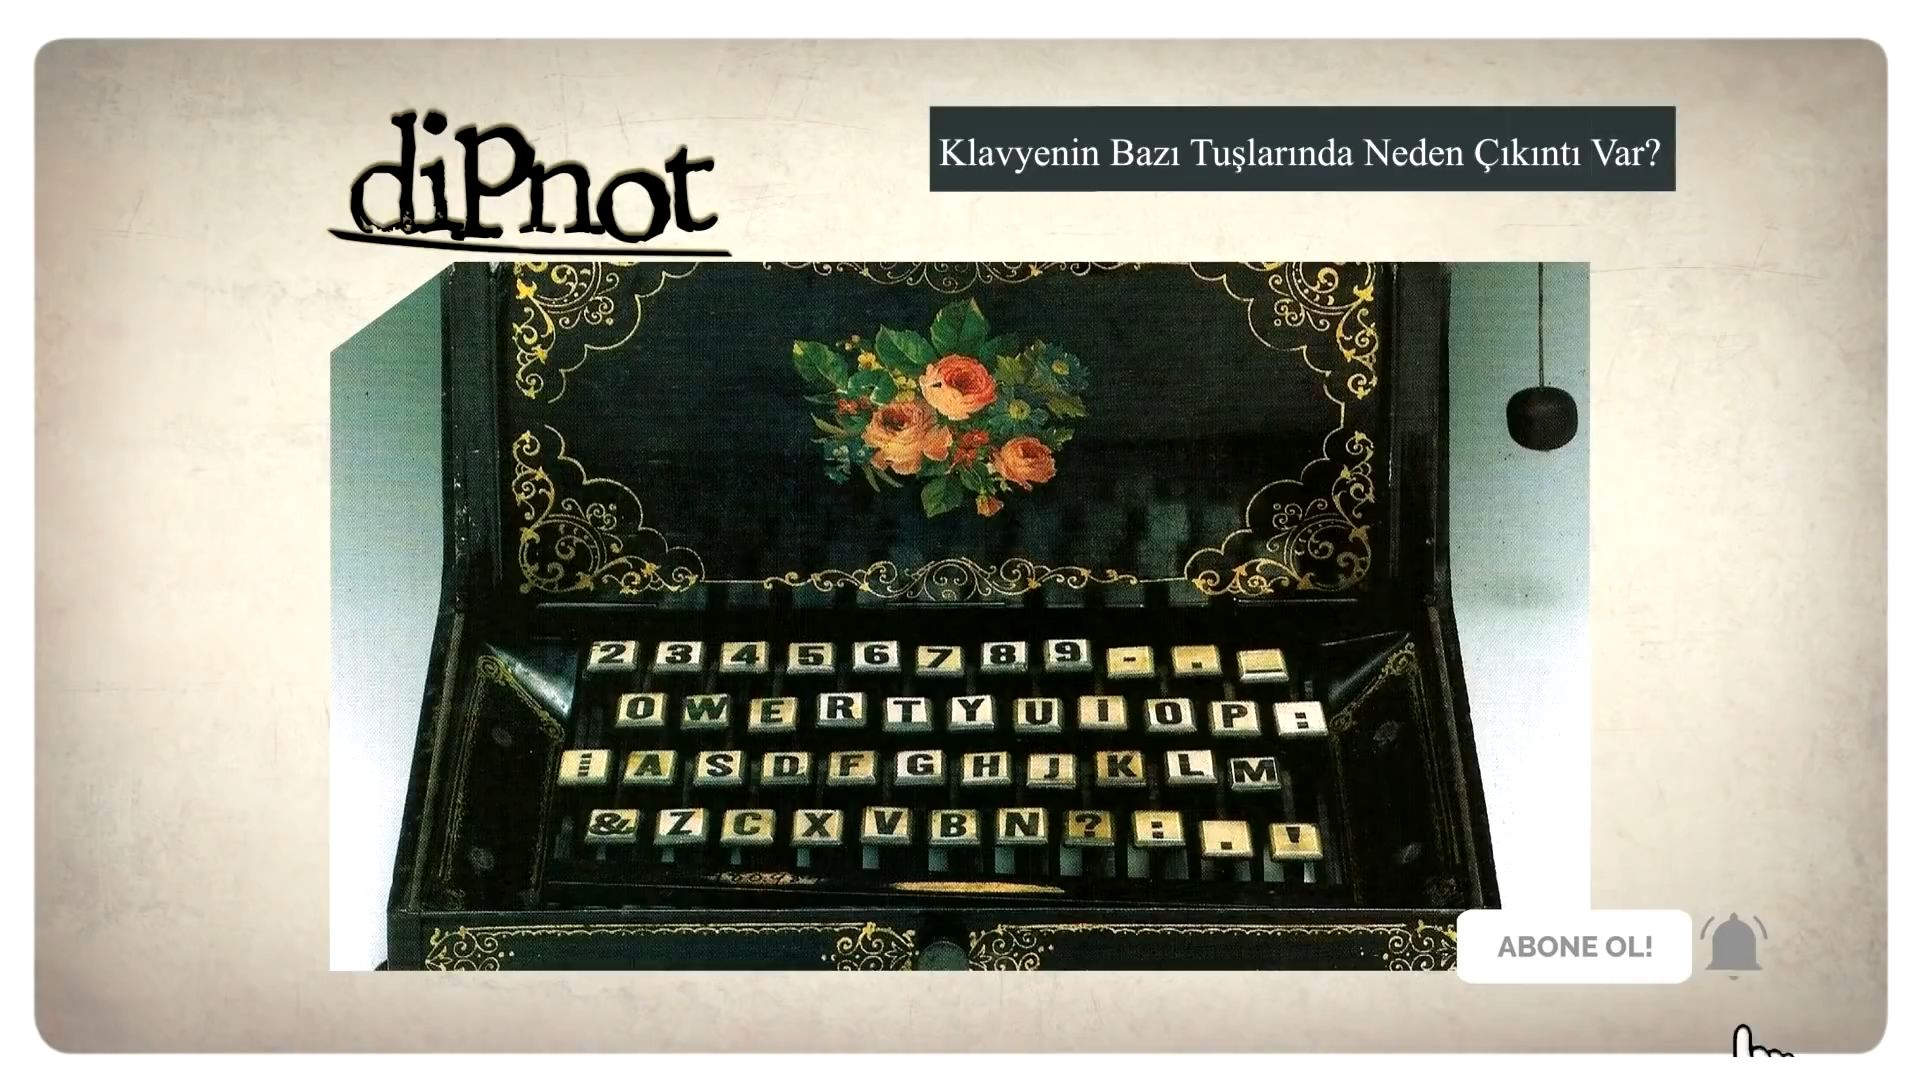 dipnot
Klavyenin Bazı Tuşlarında Neden Çıkıntı Var?
2 3 4 5 6 7 8 9 - . _
Q W E R T Y U I O P :
A S D F G H J K L M
& Z C X V B N ? : . '
ABONE OL!